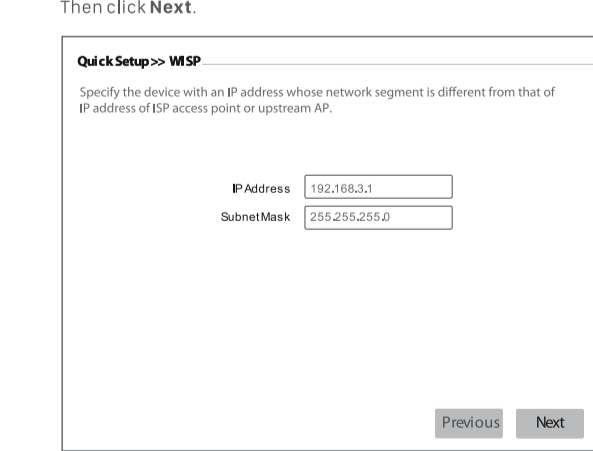 Then click Next.
Quick Setup>> WISP
Specify the device with an IP address whose network segment is different from that of
IP address of ISP access point or upstream AP.
IP Address 192.168.3.1
Subnet Mask 255.255.255.0
Previous Next